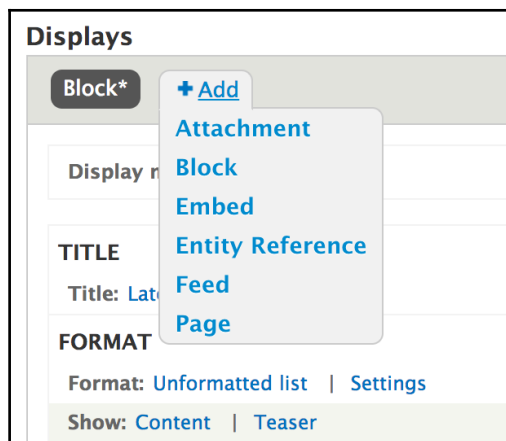 Displays
Block*
+ Add
Attachment
Block
Embed
Entity Reference
Feed
Page
Display
TITLE
Title:
FORMAT
Format: Unformatted list | Settings
Show: Content | Teaser